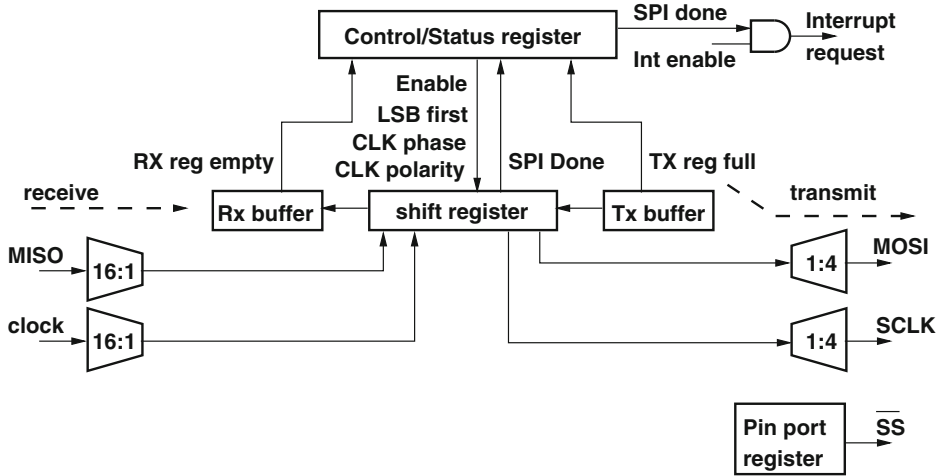 SPI done
Interrupt
request
Control/Status register
Int enable
Enable
LSB first
CLK phase
CLK polarity
RX reg empty
SPI Done
TX reg full
receive
transmit
Rx buffer
shift register
Tx buffer
MISO
16:1
1:4
MOSI
clock
16:1
1:4
SCLK
Pin port
register
SS